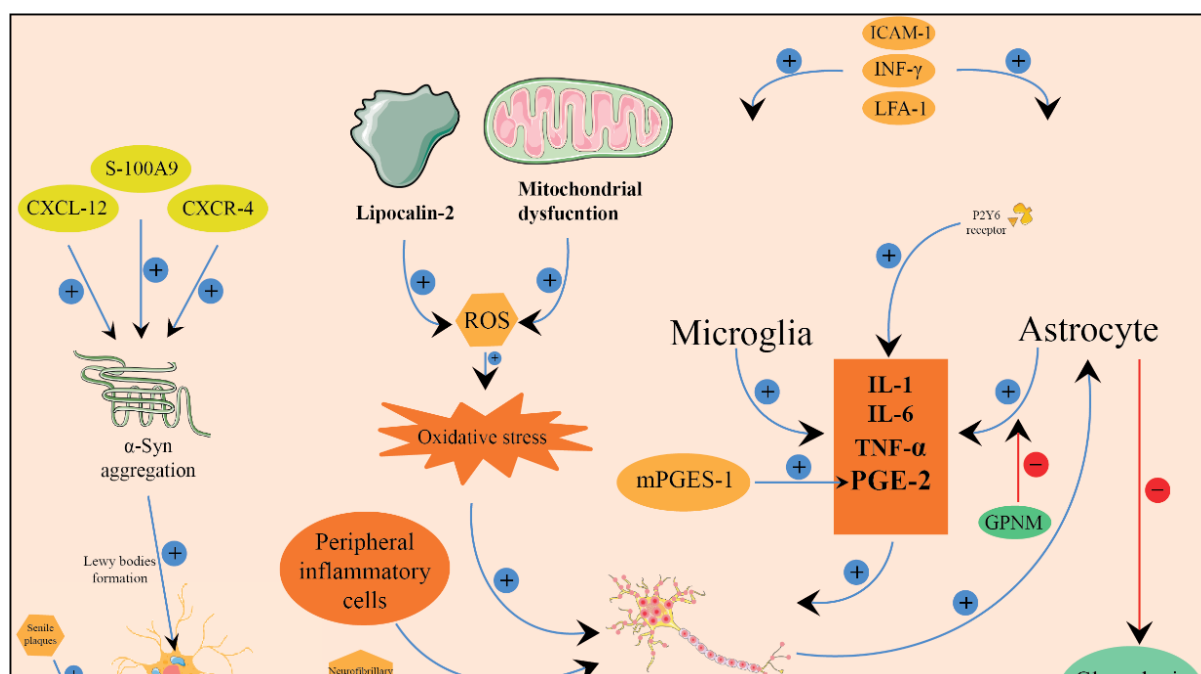 ICAM-1
INF-γ
LFA-1
S-100A9
CXCL-12
CXCR-4
Lipocalin-2
Mitochondrial
dysfucntion
P2Y6
receptor
ROS
Microglia
Astrocyte
IL-1
IL-6
TNF-α
PGE-2
Oxidative stress
α-Syn
aggregation
mPGES-1
GPNM
Peripheral
inflammatory
cells
Lewy bodies
formation
Senile
plaques
Neurofibrillary